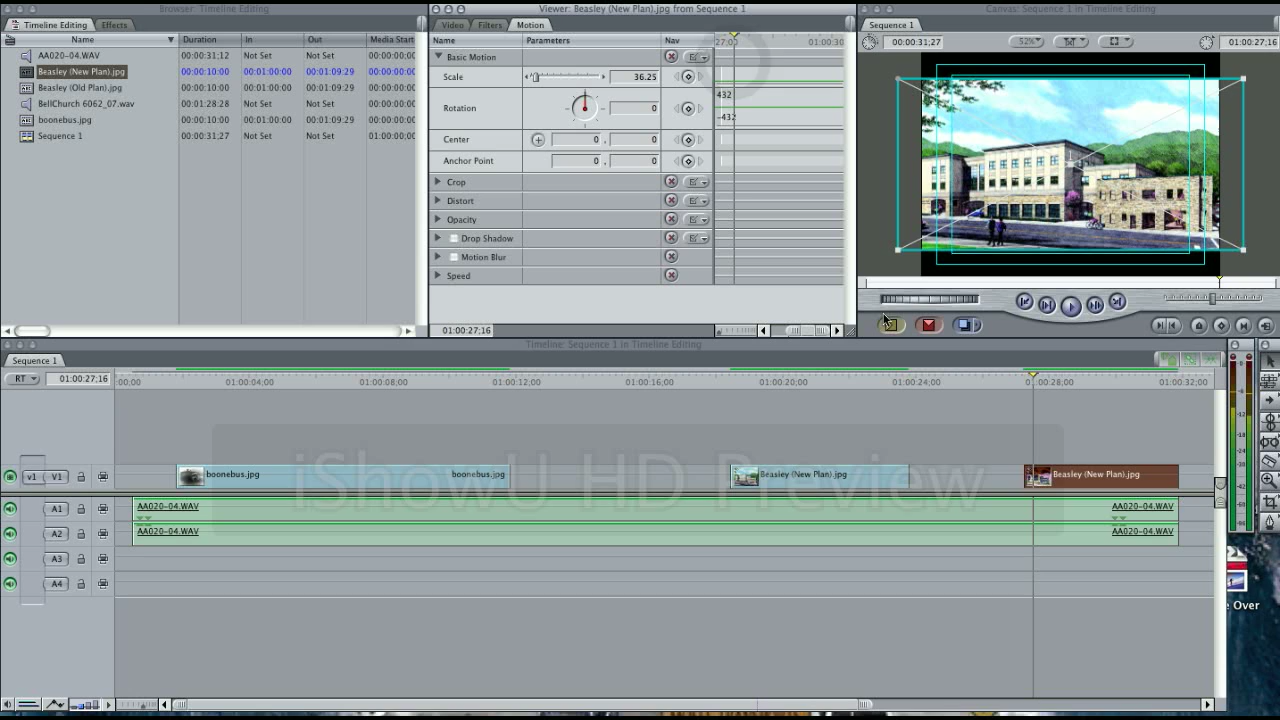 Browser: Timeline Editing
Timeline Editing Effects
Name Duration In Out Media Start
AA020-04.WAV 00:00:31;12 Not Set Not Set 00:00:00;00
Beasley (New Plan).jpg 00:00:10:00 00:01:00:00 00:01:09:29
Beasley (Old Plan).jpg 00:00:10:00 00:01:00:00 00:01:09:29
BellChurch 6062_07.wav 00:01:28:28 Not Set Not Set
boonebus.jpg 00:00:10:00 Not Set 00:01:09:29
Sequence 1 00:00:31;27 Not Set Not Set 01:00:00;00
Viewer: Beasley (New Plan).jpg from Sequence 1
Video Filters Motion
Name Parameters Nav 01:00:30
Basic Motion
Scale 36.25
Rotation 0
432
-432
Center 0 , 0
Anchor Point 0 , 0
Crop
Distort
Opacity
Drop Shadow
Motion Blur
Speed
01:00:27;16
Canvas: Sequence 1 in Timeline Editing
Sequence 1
00:00:31;27 52% 01:00:27;16
Timeline: Sequence 1 in Timeline Editing
Sequence 1
RT 01:00:27;16
:00;00 01:00:04;00 01:00:08;00 01:00:12;00 01:00:16;00 01:00:20;00 01:00:24;00 01:00:28;00 01:00:32;00
v1 V1 boonebus.jpg boonebus.jpg Beasley (New Plan).jpg Beasley (New Plan).jpg
iShowU HD Preview
A1 AA020-04.WAV AA020-04.WAV
A2 AA020-04.WAV AA020-04.WAV
A3
A4
Over